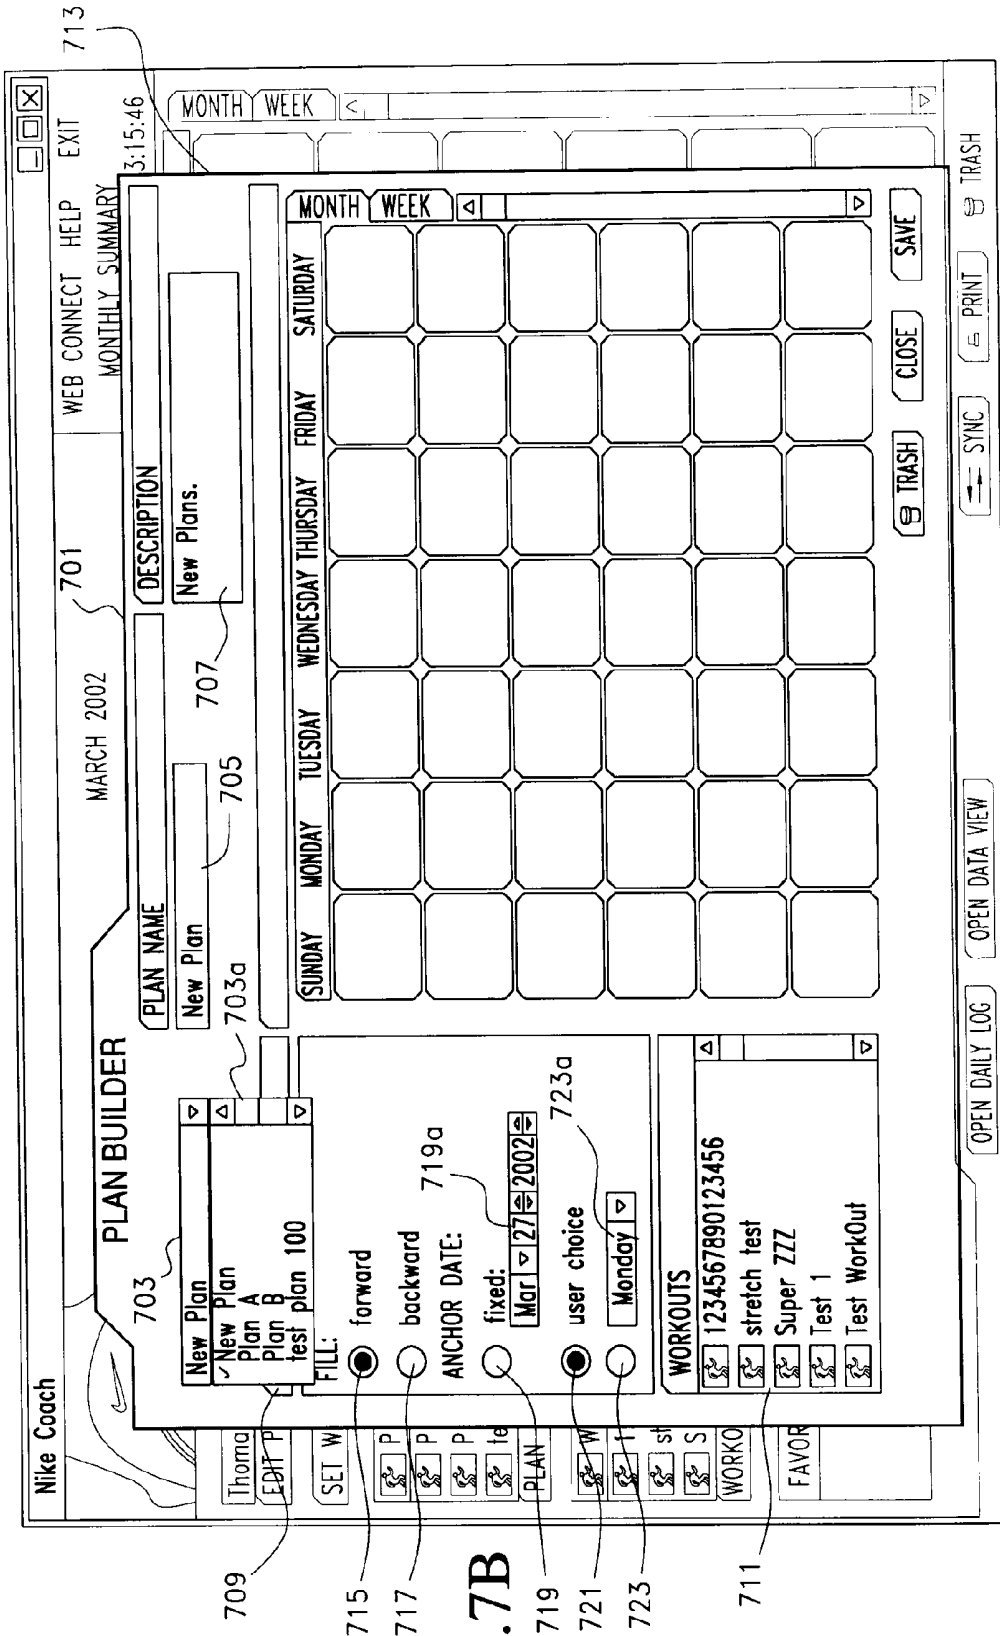 Nike Coach
WEB CONNECT HELP EXIT
MARCH 2002
MONTHLY SUMMARY
3:15:46
701
713
PLAN BUILDER
703
New Plan
✓ New Plan
Plan A
Plan B
test plan 100
703a
PLAN NAME
New Plan
705
DESCRIPTION
New Plans.
707
MONTH WEEK
Thoma
EDIT P
SET W
P
P
P
te
PLAN
W
T
st
S
WORKO
FAVOR
709
FILL:
715
forward
717
backward
ANCHOR DATE:
719
fixed:
719a
Mar 27 2002
721
user choice
723
723a
Monday
WORKOUTS
711
1234567890123456
stretch test
Super ZZZ
Test 1
Test WorkOut
SUNDAY MONDAY TUESDAY WEDNESDAY THURSDAY FRIDAY SATURDAY
MONTH WEEK
TRASH CLOSE SAVE
OPEN DAILY LOG OPEN DATA VIEW SYNC PRINT TRASH
.7B